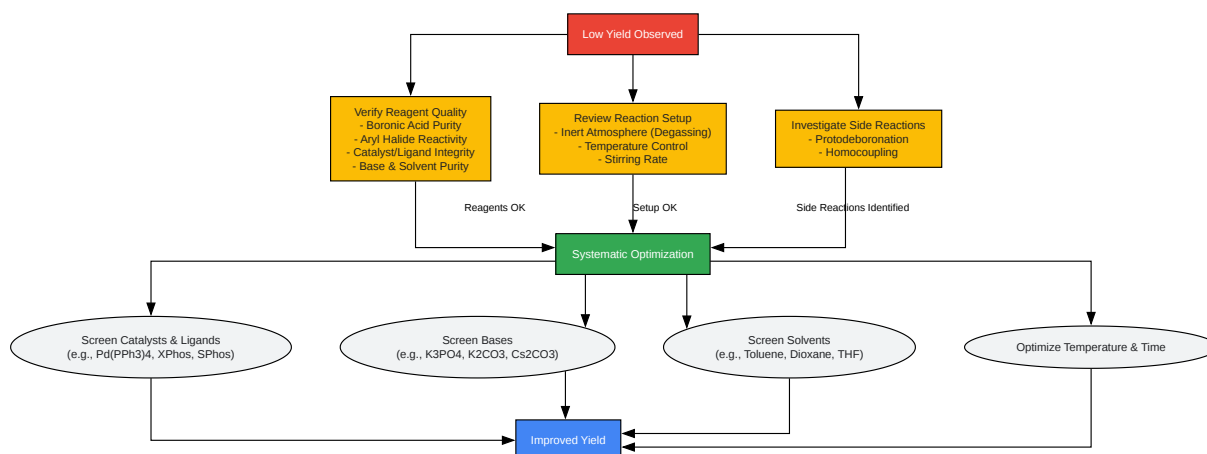 Low Yield Observed
Verify Reagent Quality
- Boronic Acid Purity
- Aryl Halide Reactivity
- Catalyst/Ligand Integrity
- Base & Solvent Purity
Review Reaction Setup
- Inert Atmosphere (Degassing)
- Temperature Control
- Stirring Rate
Investigate Side Reactions
- Protodeboronation
- Homocoupling
Reagents OK
Setup OK
Side Reactions Identified
Systematic Optimization
Screen Catalysts & Ligands
(e.g., Pd(PPh3)4, XPhos, SPhos)
Screen Bases
(e.g., K3PO4, K2CO3, Cs2CO3)
Screen Solvents
(e.g., Toluene, Dioxane, THF)
Optimize Temperature & Time
Improved Yield